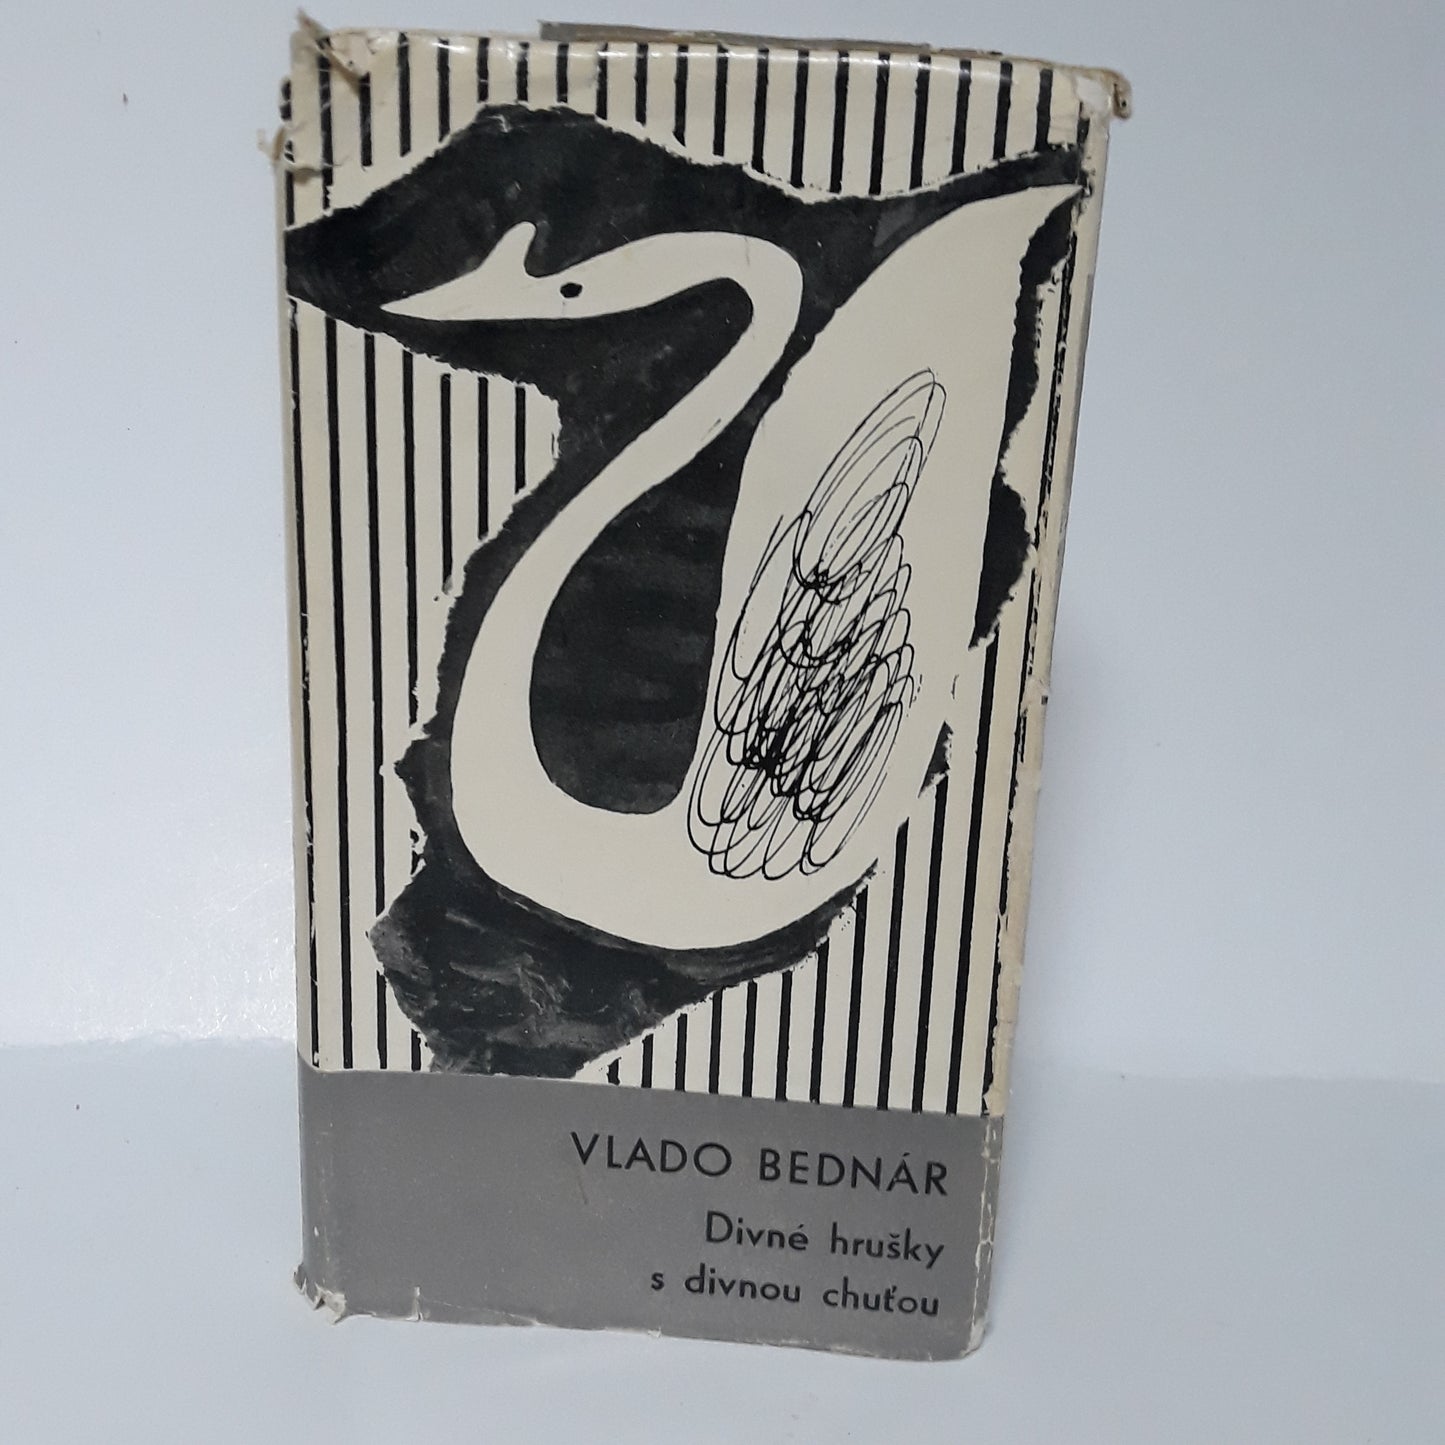 VLADO BEDNÁR
Divné hrušky
s divnou chuťou